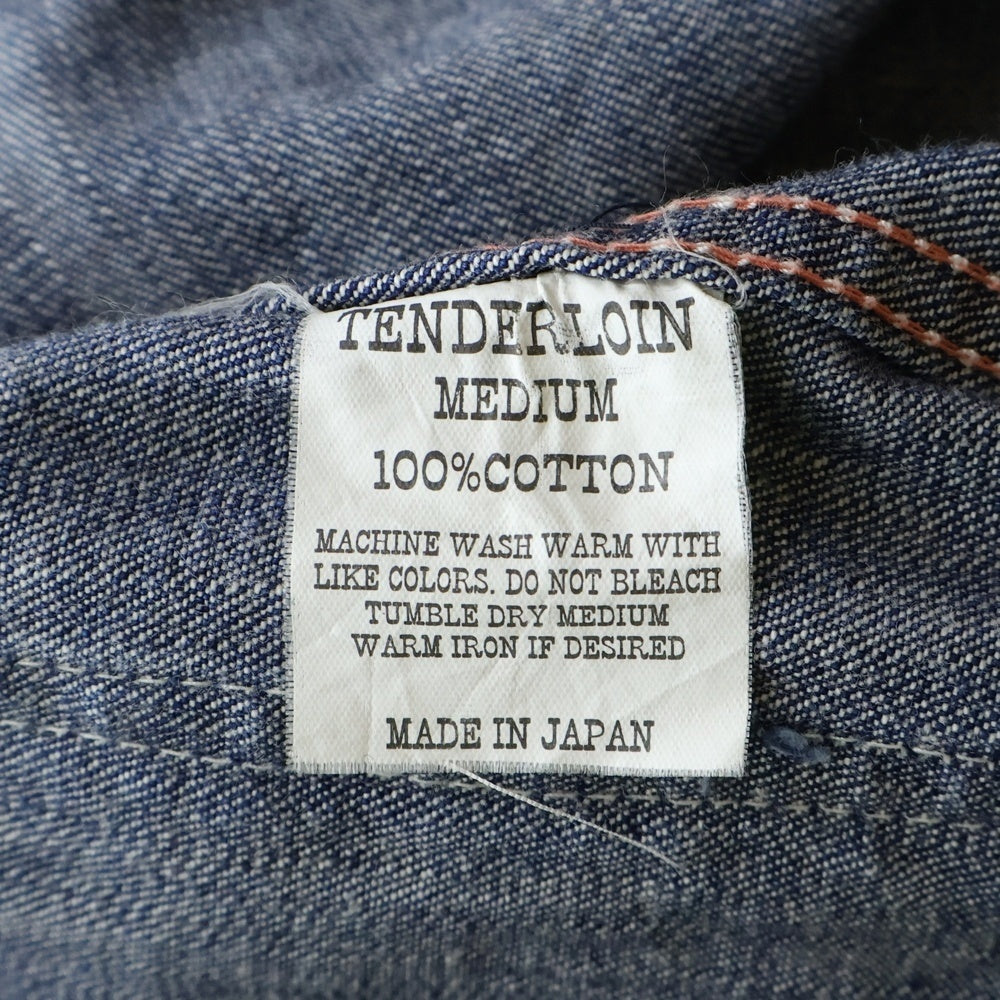 TENDERLOIN
MEDIUM
100%COTTON
MACHINE WASH WARM WITH
LIKE COLORS. DO NOT BLEACH
TUMBLE DRY MEDIUM
WARM IRON IF DESIRED
MADE IN JAPAN